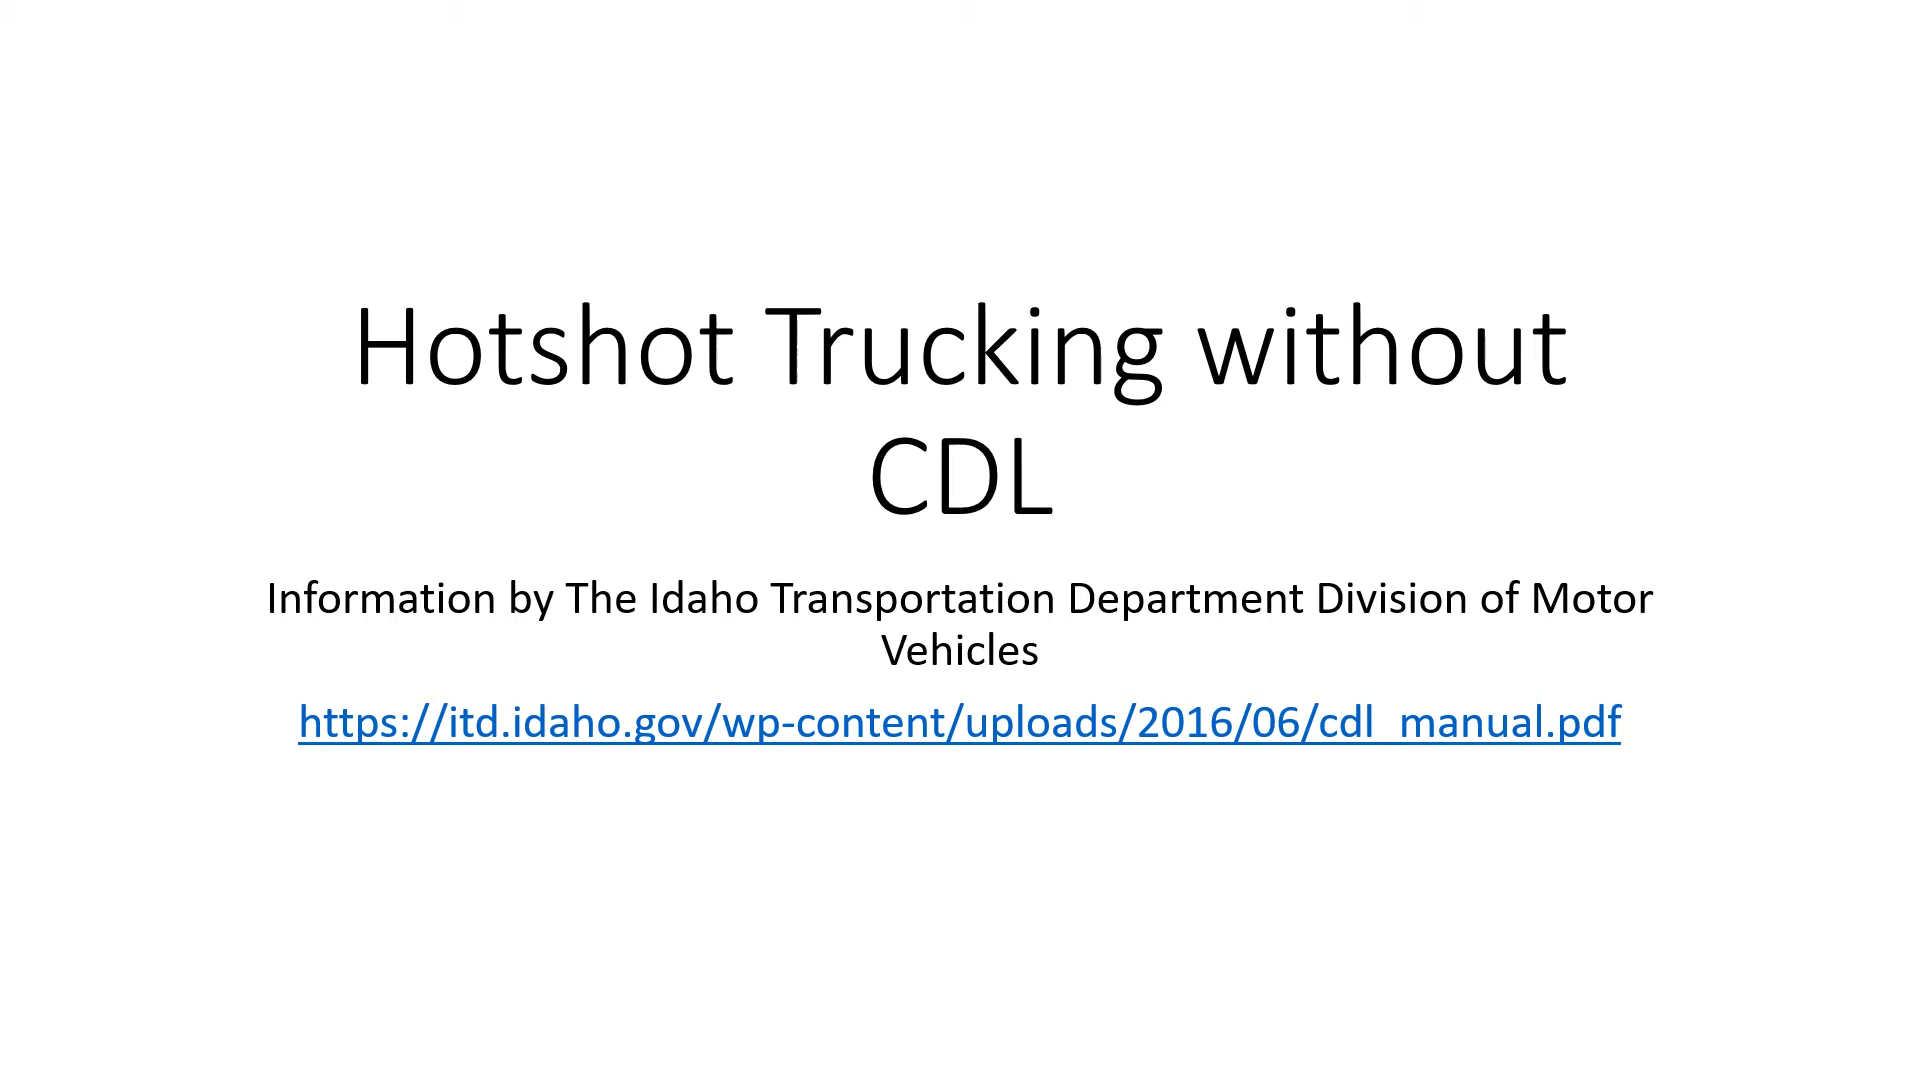 Hotshot Trucking without
CDL
Information by The Idaho Transportation Department Division of Motor
Vehicles
https://itd.idaho.gov/wp-content/uploads/2016/06/cdl_manual.pdf